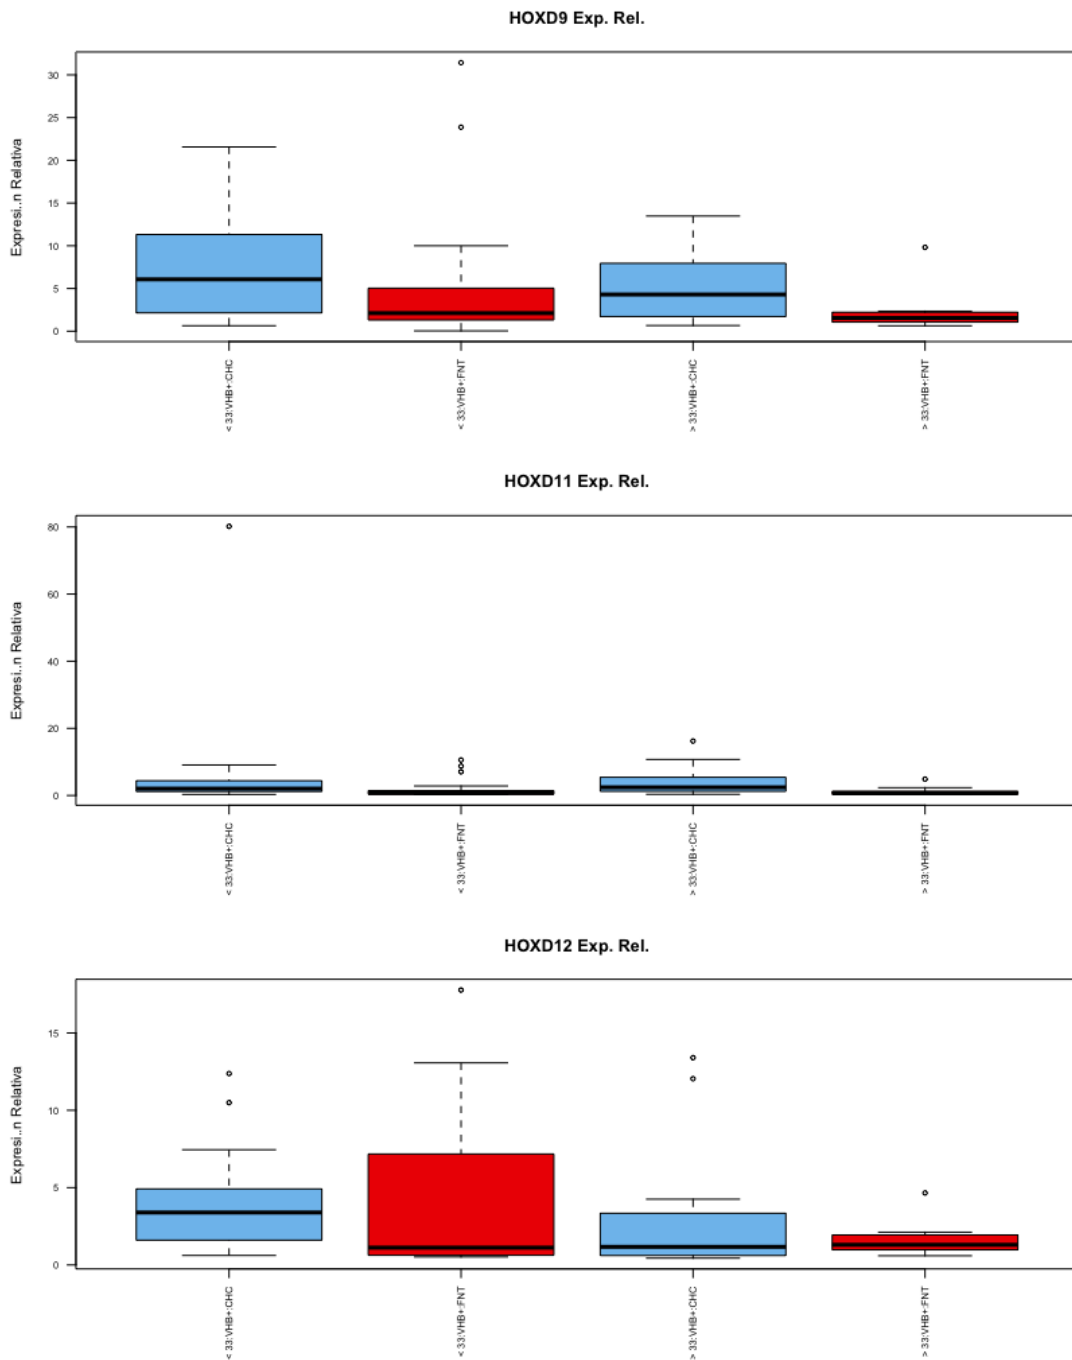 HOXD9 Exp. Rel.
Expresi..n Relativa
30
25
20
15
10
5
0
< 33:VHB+:CHC
< 33:VHB+:FNT
> 33:VHB+:CHC
> 33:VHB+:FNT
HOXD11 Exp. Rel.
Expresi..n Relativa
80
60
40
20
0
< 33:VHB+:CHC
< 33:VHB+:FNT
> 33:VHB+:CHC
> 33:VHB+:FNT
HOXD12 Exp. Rel.
Expresi..n Relativa
15
10
5
0
< 33:VHB+:CHC
< 33:VHB+:FNT
> 33:VHB+:CHC
> 33:VHB+:FNT